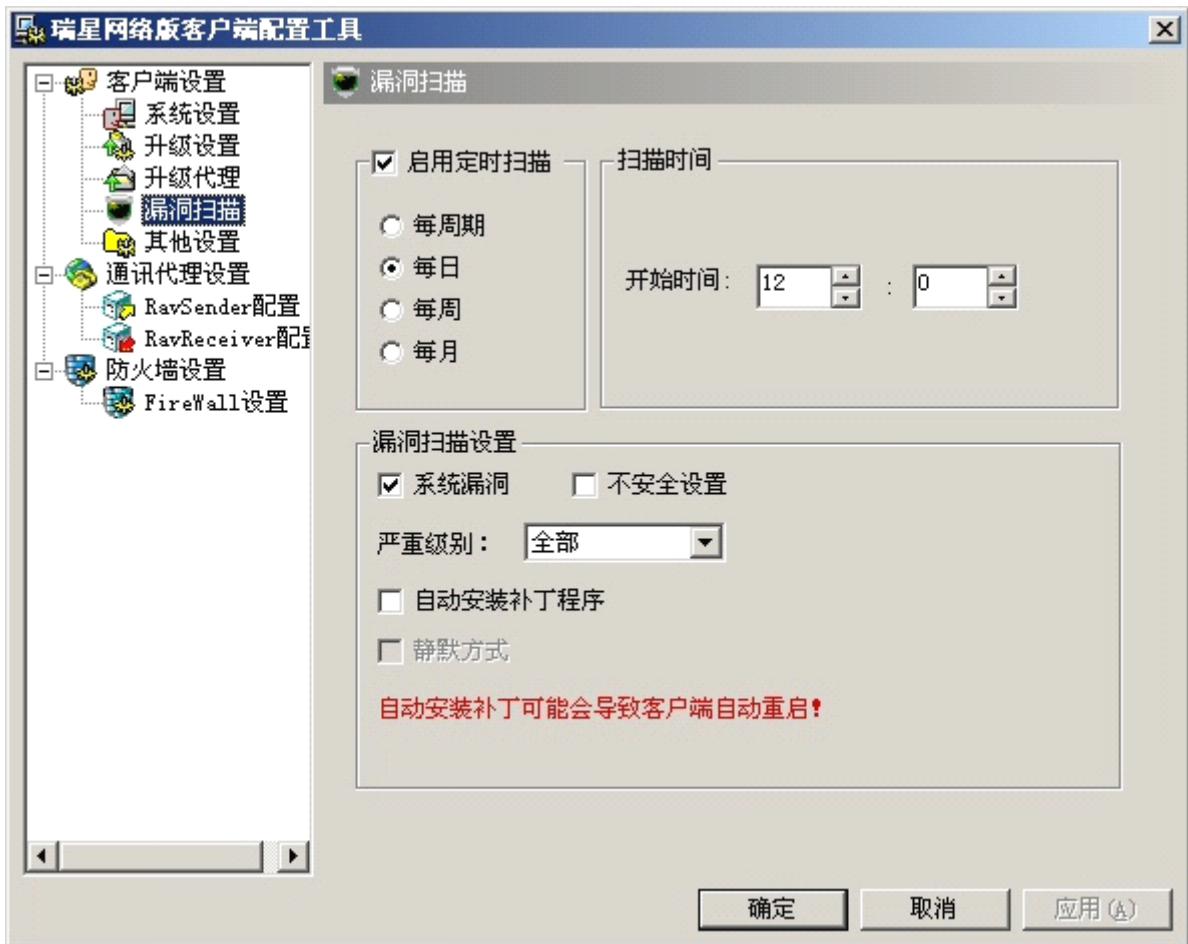 瑞星网络版客户端配置工具
客户端设置
系统设置
升级设置
升级代理
漏洞扫描
其他设置
通讯代理设置
RavSender配置
RavReceiver配置
防火墙设置
FireWall设置
漏洞扫描
启用定时扫描
每周期
每日
每周
每月
扫描时间
开始时间: 12 : 0
漏洞扫描设置
系统漏洞 不安全设置
严重级别: 全部
自动安装补丁程序
静默方式
自动安装补丁可能会导致客户端自动重启!
确定 取消 应用(A)